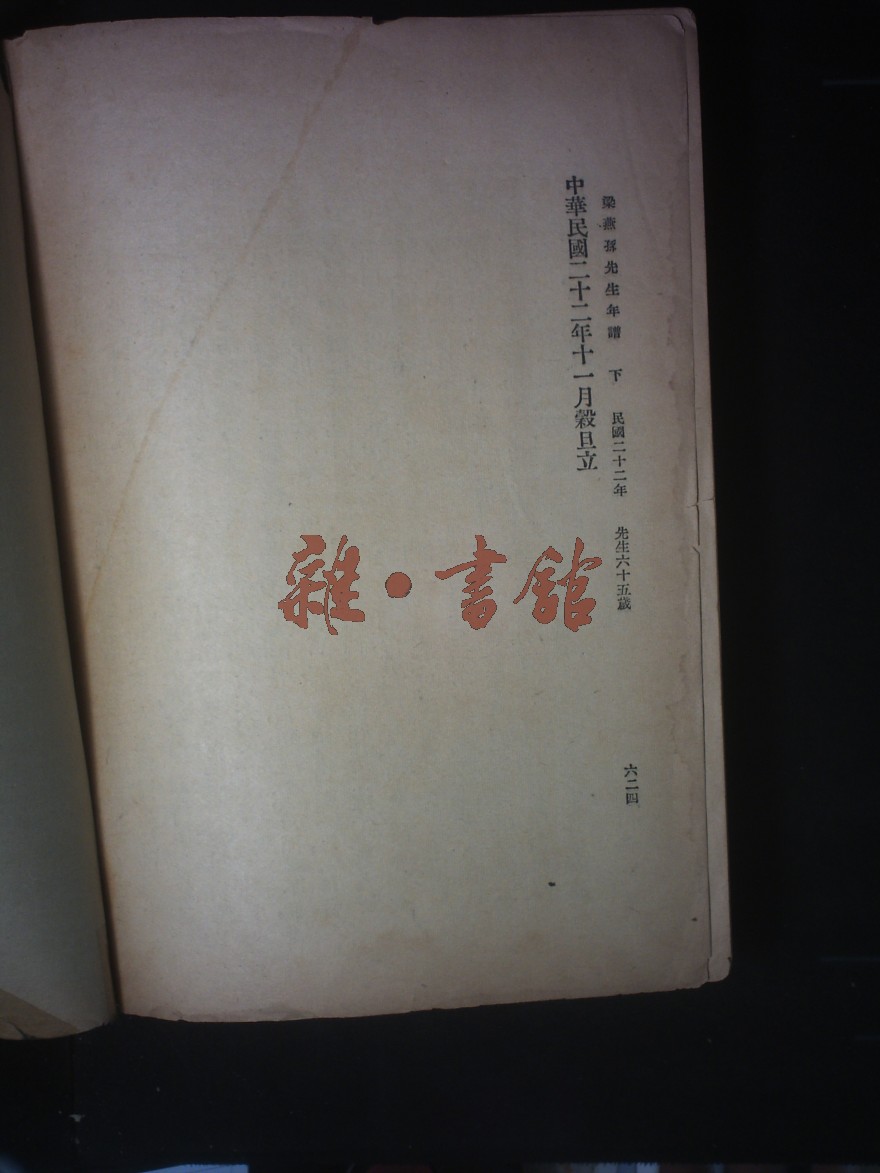 梁燕孫先生年譜 下 民國二十二年 先生六十五歲 六二四
中華民國二十二年十一月穀旦立
雜·書館